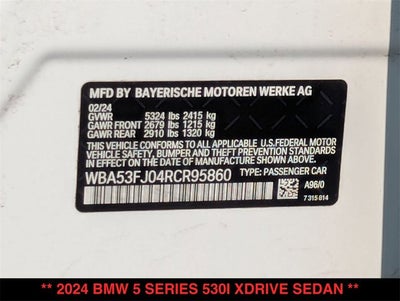 MFD BY BAYERISCHE MOTOREN WERKE AG
02/24
GVWR 5324 lbs 2415 kg
GAWR FRONT 2679 lbs 1215 kg
GAWR REAR 2910 lbs 1320 kg
THIS VEHICLE CONFORMS TO ALL APPLICABLE U.S.FEDERAL MOTOR
VEHICLE SAFETY, BUMPER, AND THEFT PREVENTION STANDARDS
IN EFFECT ON THE DATE OF MANUFACTURE SHOWN ABOVE.
WBA53FJ04RCR95860 TYPE: PASSENGER CAR
A96/0
7 315 014
** 2024 BMW 5 SERIES 530I XDRIVE SEDAN **